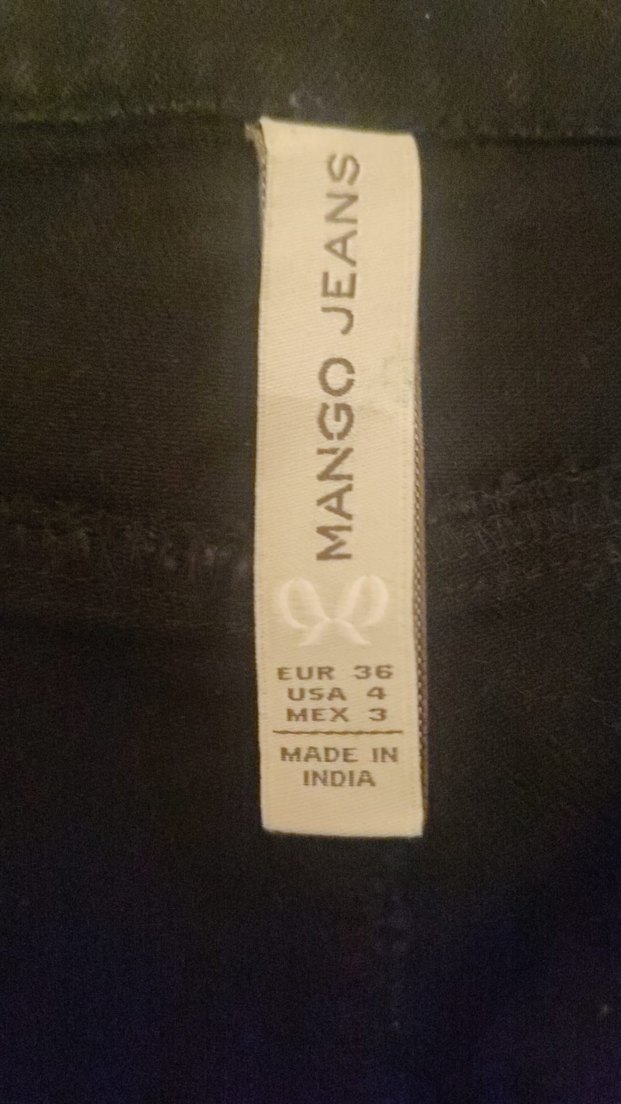 MANGO JEANS
EUR 36
USA 4
MEX 3
MADE IN
INDIA